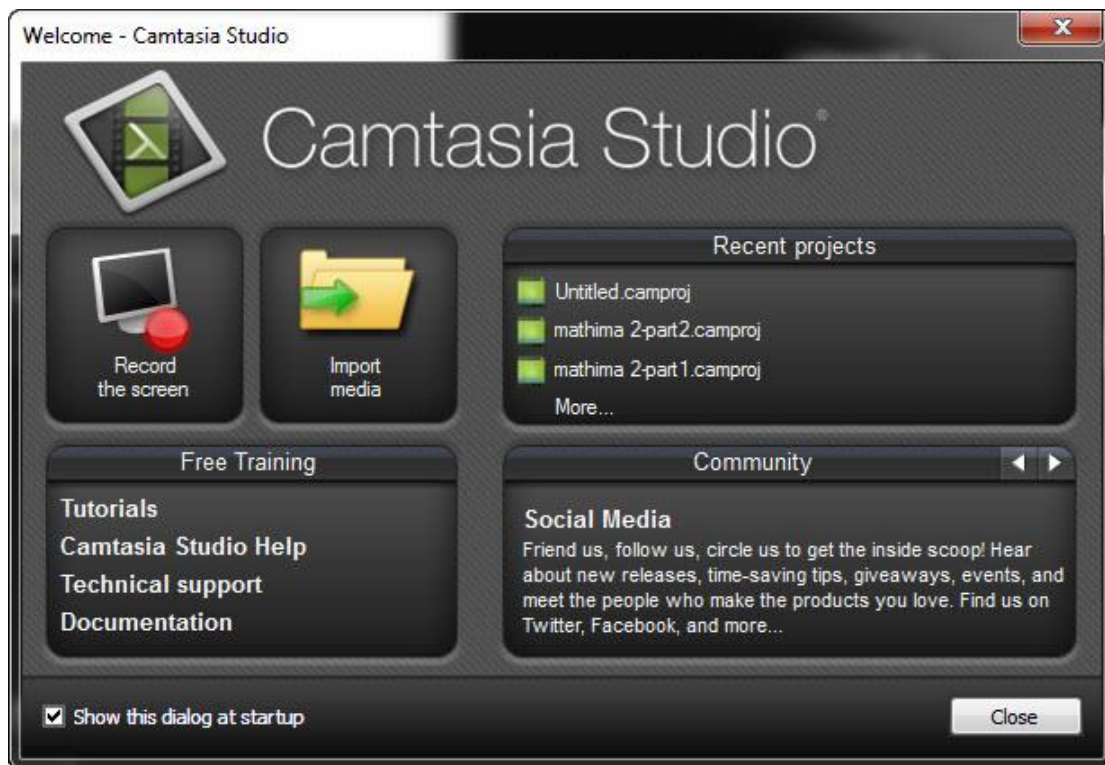 Welcome - Camtasia Studio
Camtasia Studio®
Record
the screen
Import
media
Recent projects
Untitled.camproj
mathima 2-part2.camproj
mathima 2-part1.camproj
More...
Free Training
Tutorials
Camtasia Studio Help
Technical support
Documentation
Community
Social Media
Friend us, follow us, circle us to get the inside scoop! Hear
about new releases, time-saving tips, giveaways, events, and
meet the people who make the products you love. Find us on
Twitter, Facebook, and more...
Show this dialog at startup
Close